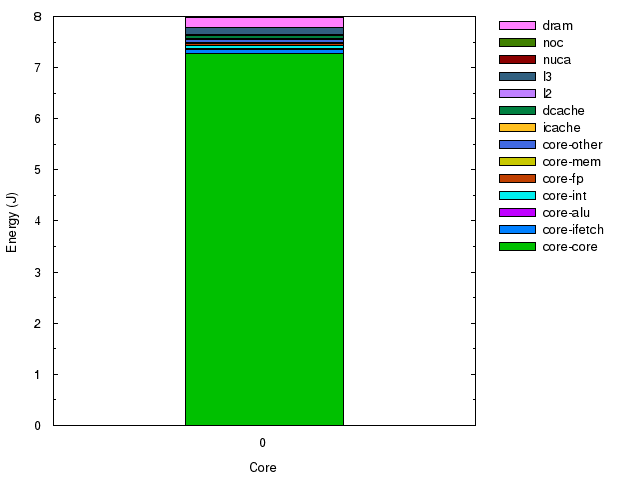 8
7
6
5
4
3
2
1
0
Energy (J)
0
Core
dram
noc
nuca
l3
l2
dcache
icache
core-other
core-mem
core-fp
core-int
core-alu
core-ifetch
core-core